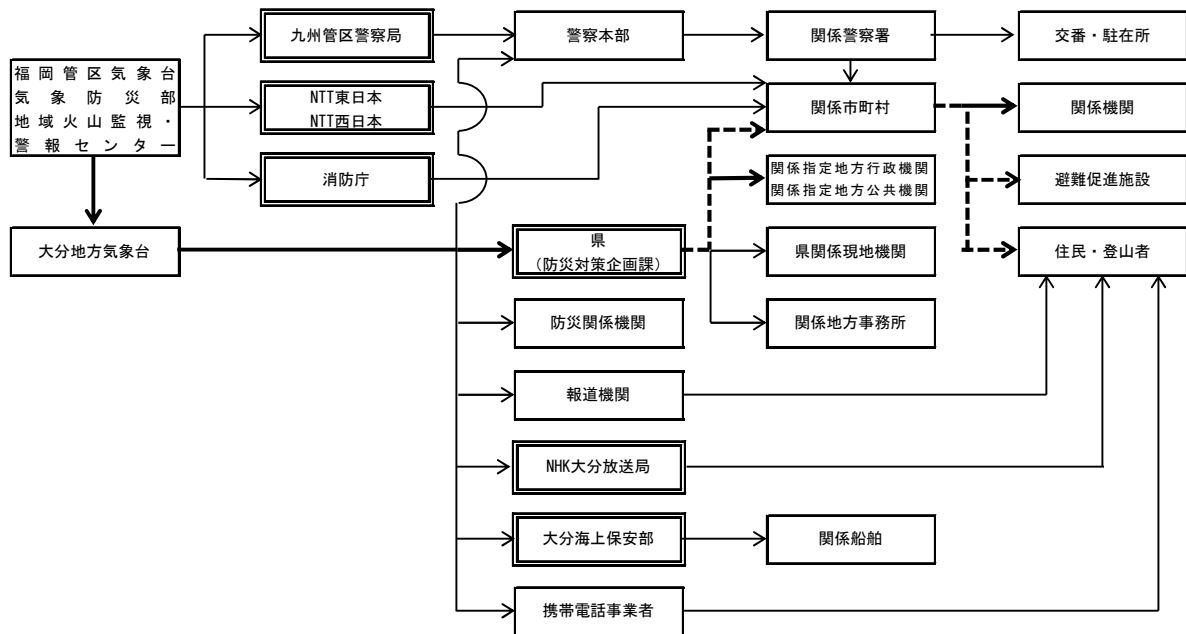 九州管区警察局
警察本部
関係警察署
交番・駐在所
福岡管区気象台
気象防災部
地域火山監視・
警報センター
NTT東日本
NTT西日本
関係市町村
関係機関
消防庁
関係指定地方行政機関
関係指定地方公共機関
避難促進施設
大分地方気象台
県
(防災対策企画課)
県関係現地機関
住民・登山者
防災関係機関
関係地方事務所
報道機関
NHK大分放送局
大分海上保安部
関係船舶
携帯電話事業者